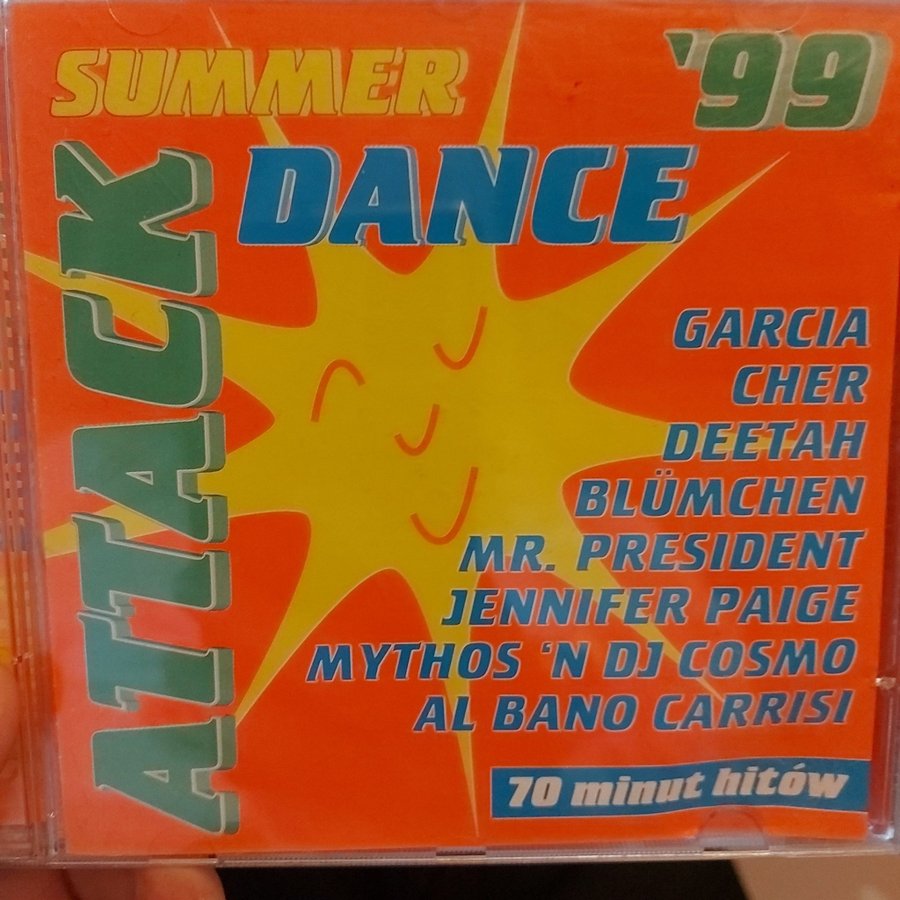 SUMMER '99
DANCE
ATTACK
GARCIA
CHER
DEETAH
BLÜMCHEN
MR. PRESIDENT
JENNIFER PAIGE
MYTHOS 'N DJ COSMO
AL BANO CARRISI
70 minut hitów